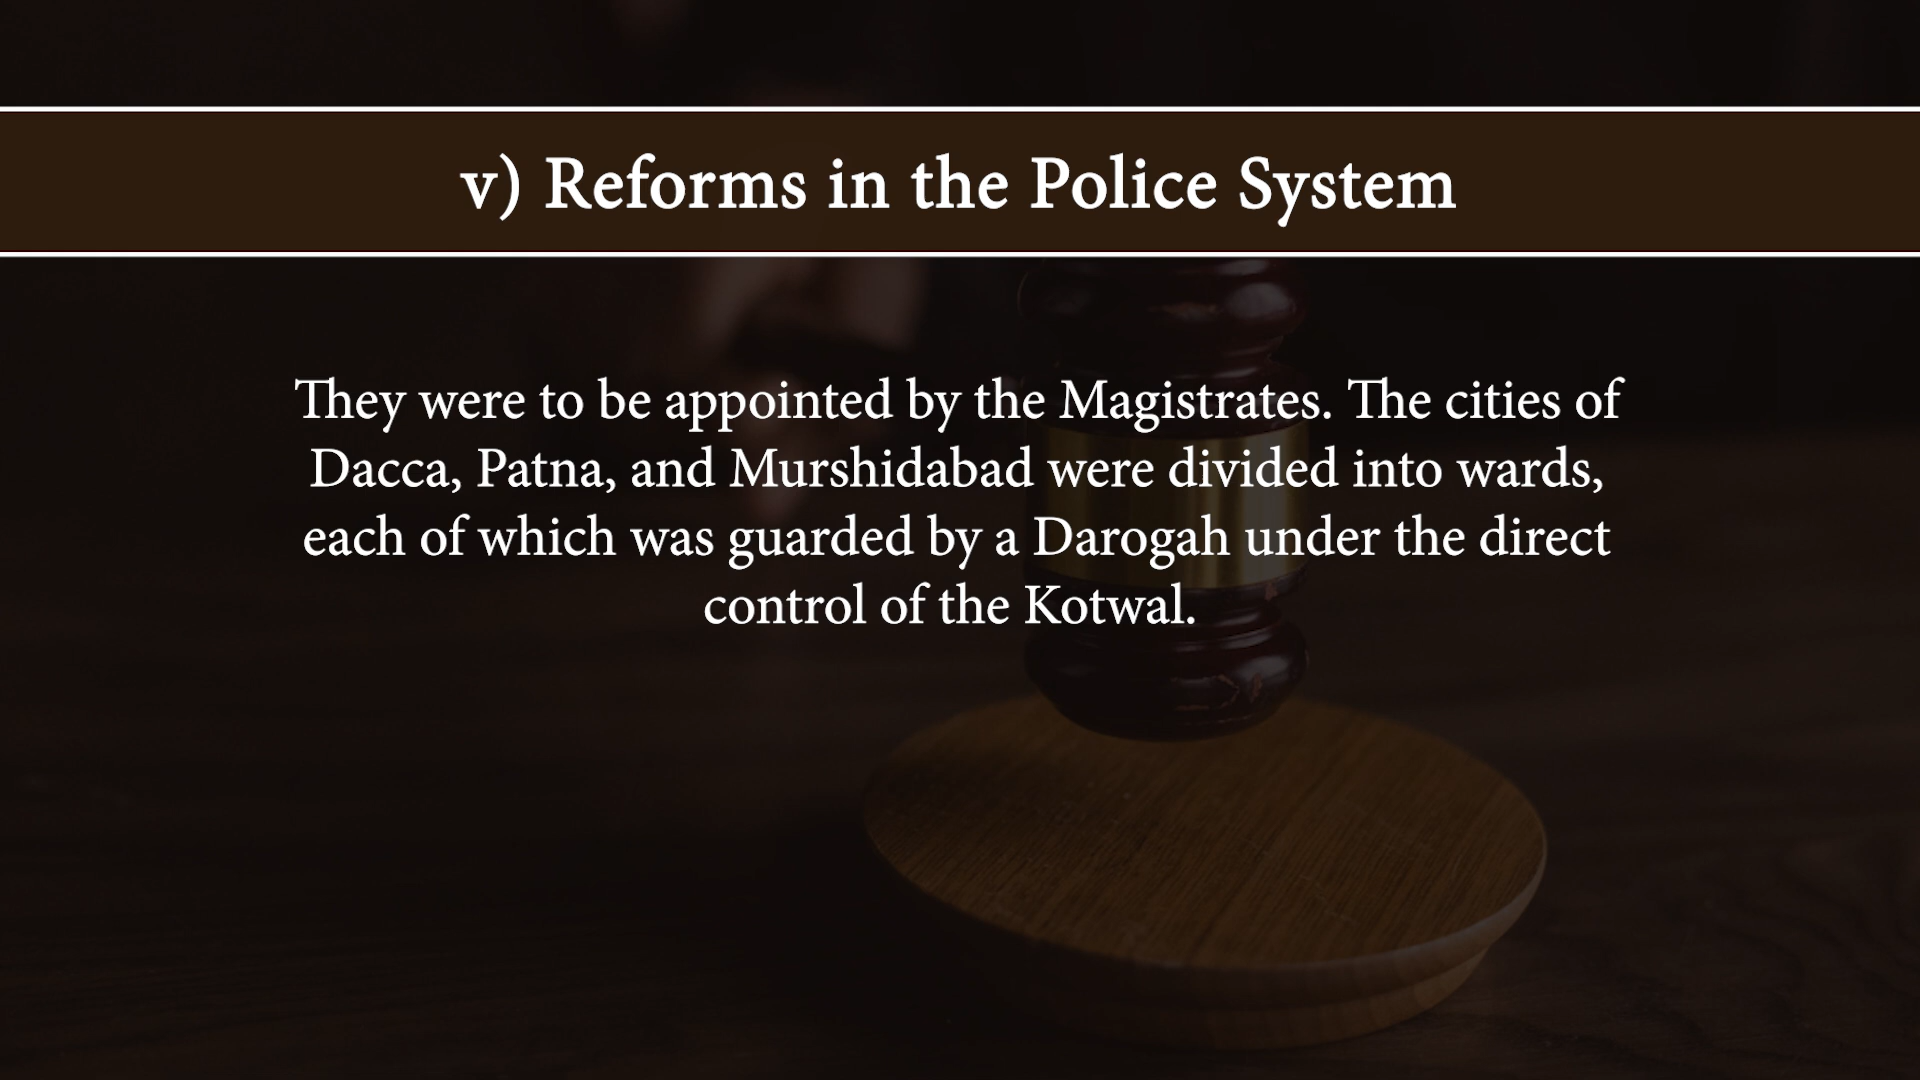 v) Reforms in the Police System
They were to be appointed by the Magistrates. The cities of
Dacca, Patna, and Murshidabad were divided into wards,
each of which was guarded by a Darogah under the direct
control of the Kotwal.